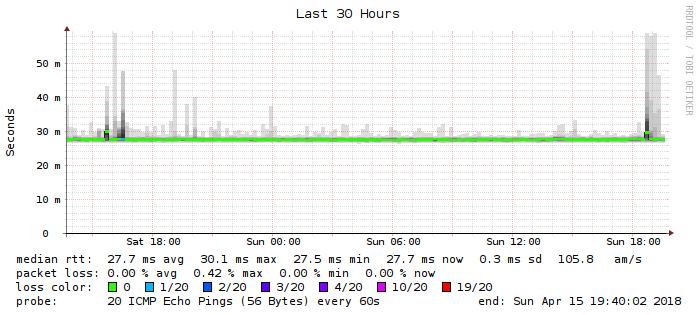 Last 30 Hours
RRDTOOL / TOBI OETIKER
Seconds
50 m
40 m
30 m
20 m
10 m
0
Sat 18:00 Sun 00:00 Sun 06:00 Sun 12:00 Sun 18:00
median rtt: 27.7 ms avg 30.1 ms max 27.5 ms min 27.7 ms now 0.3 ms sd 105.8 am/s
packet loss: 0.00 % avg 0.42 % max 0.00 % min 0.00 % now
loss color: 0 1/20 2/20 3/20 4/20 10/20 19/20
probe: 20 ICMP Echo Pings (56 Bytes) every 60s end: Sun Apr 15 19:40:02 2018